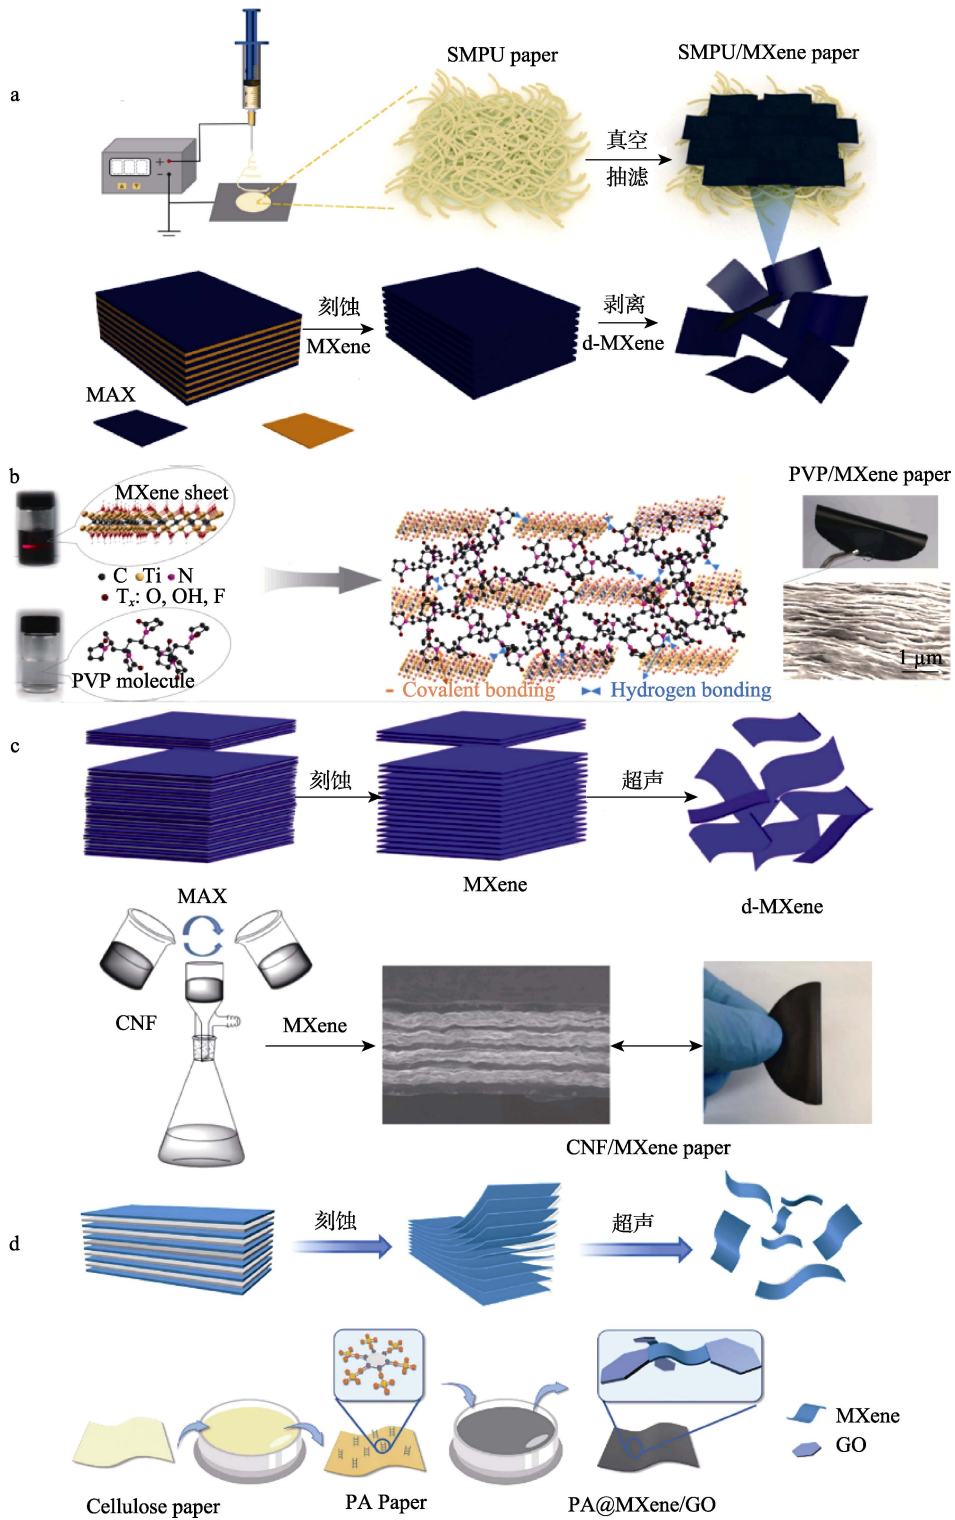 a
SMPU paper
SMPU/MXene paper
真空
抽滤
+
-
刻蚀
MXene
剥离
d-MXene
MAX
b
MXene sheet
C Ti N
Tx: O, OH, F
PVP molecule
Covalent bonding
Hydrogen bonding
PVP/MXene paper
1 μm
c
刻蚀
超声
MAX
MXene
d-MXene
CNF
MXene
CNF/MXene paper
d
刻蚀
超声
Cellulose paper
PA Paper
PA@MXene/GO
MXene
GO